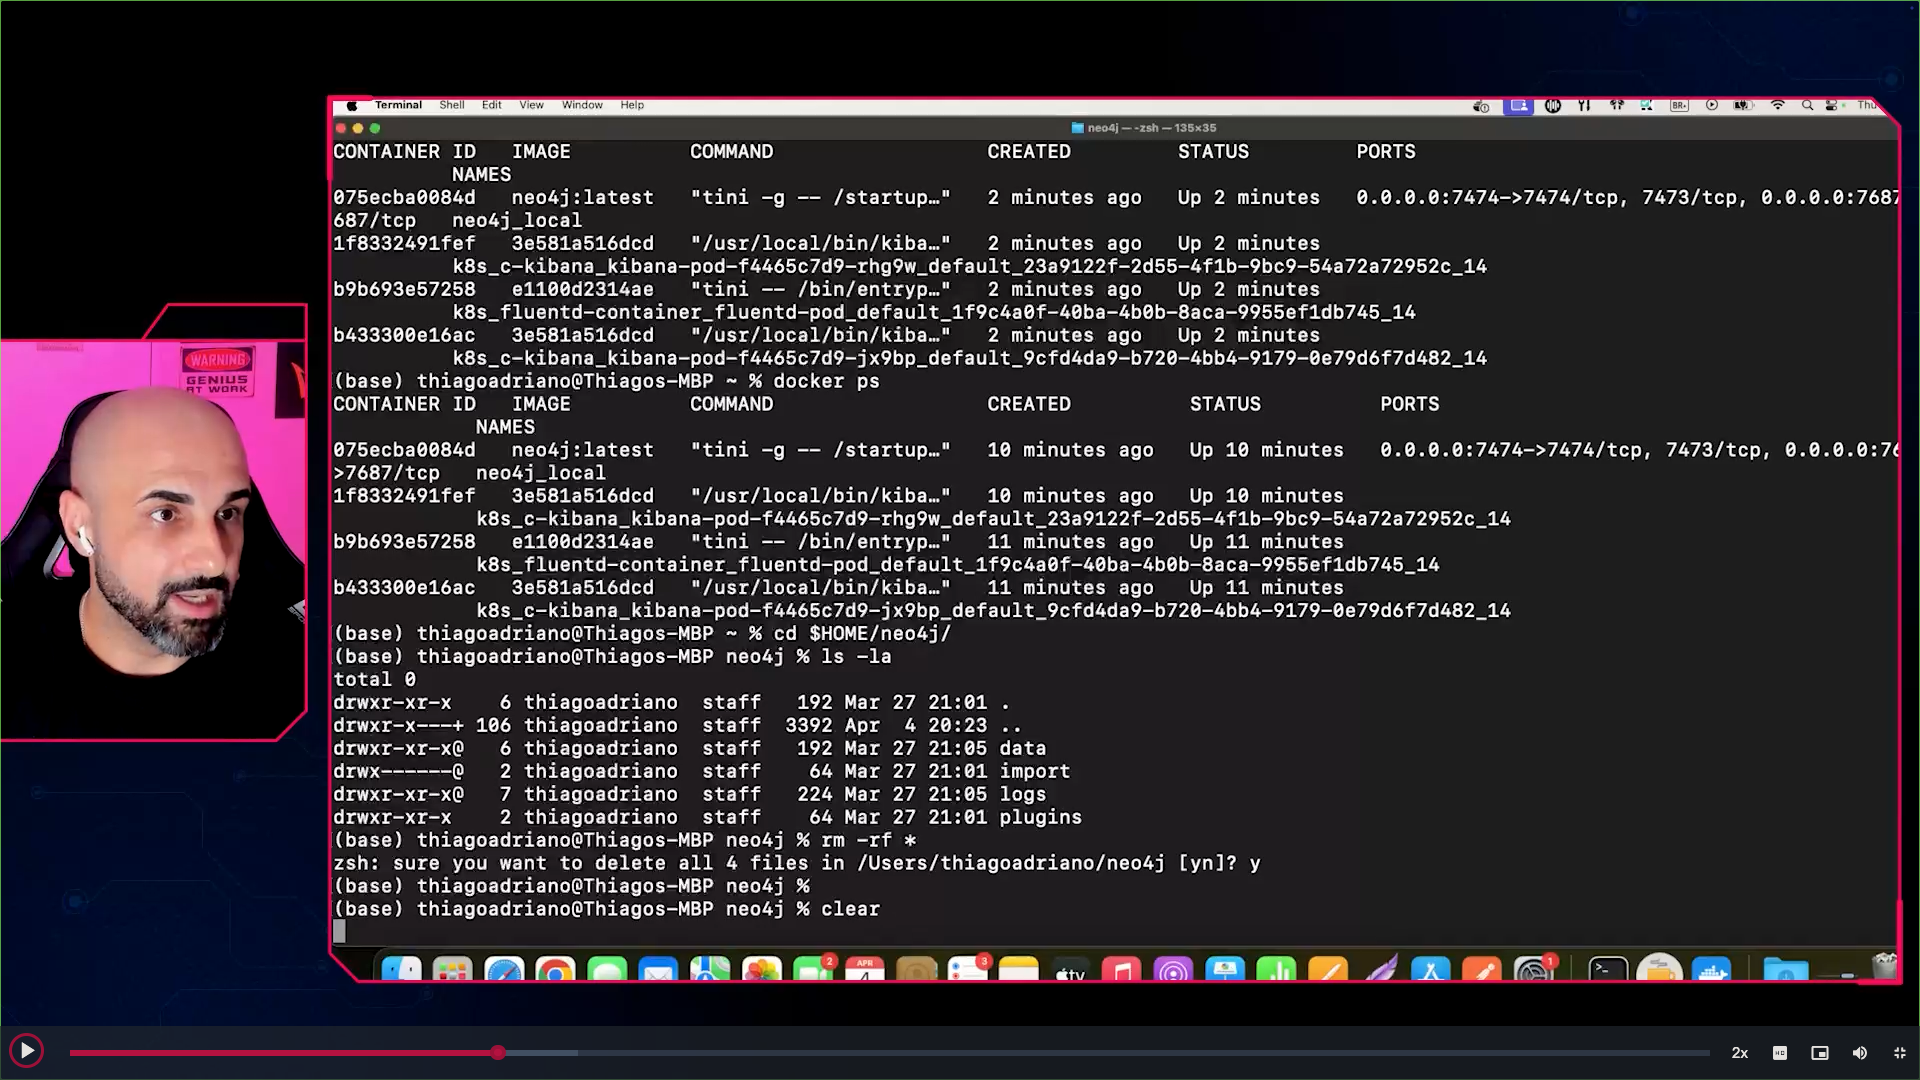 Terminal Shell Edit View Window Help
BR
Thu
neo4j — -zsh — 135×35
CONTAINER ID   IMAGE          COMMAND                  CREATED         STATUS         PORTS
          NAMES
075ecba0084d   neo4j:latest   "tini -g -- /startup…"   2 minutes ago   Up 2 minutes   0.0.0.0:7474->7474/tcp, 7473/tcp, 0.0.0.0:7687
687/tcp   neo4j_local
1f8332491fef   3e581a516dcd   "/usr/local/bin/kiba…"   2 minutes ago   Up 2 minutes
          k8s_c-kibana_kibana-pod-f4465c7d9-rhg9w_default_23a9122f-2d55-4f1b-9bc9-54a72a72952c_14
b9b693e57258   e1100d2314ae   "tini -- /bin/entryp…"   2 minutes ago   Up 2 minutes
          k8s_fluentd-container_fluentd-pod_default_1f9c4a0f-40ba-4b0b-8aca-9955ef1db745_14
b433300e16ac   3e581a516dcd   "/usr/local/bin/kiba…"   2 minutes ago   Up 2 minutes
          k8s_c-kibana_kibana-pod-f4465c7d9-jx9bp_default_9cfd4da9-b720-4bb4-9179-0e79d6f7d482_14
(base) thiagoadriano@Thiagos-MBP ~ % docker ps
CONTAINER ID   IMAGE          COMMAND                  CREATED          STATUS          PORTS
            NAMES
075ecba0084d   neo4j:latest   "tini -g -- /startup…"   10 minutes ago   Up 10 minutes   0.0.0.0:7474->7474/tcp, 7473/tcp, 0.0.0.0:76
>7687/tcp   neo4j_local
1f8332491fef   3e581a516dcd   "/usr/local/bin/kiba…"   10 minutes ago   Up 10 minutes
            k8s_c-kibana_kibana-pod-f4465c7d9-rhg9w_default_23a9122f-2d55-4f1b-9bc9-54a72a72952c_14
b9b693e57258   e1100d2314ae   "tini -- /bin/entryp…"   11 minutes ago   Up 11 minutes
            k8s_fluentd-container_fluentd-pod_default_1f9c4a0f-40ba-4b0b-8aca-9955ef1db745_14
b433300e16ac   3e581a516dcd   "/usr/local/bin/kiba…"   11 minutes ago   Up 11 minutes
            k8s_c-kibana_kibana-pod-f4465c7d9-jx9bp_default_9cfd4da9-b720-4bb4-9179-0e79d6f7d482_14
(base) thiagoadriano@Thiagos-MBP ~ % cd $HOME/neo4j/
(base) thiagoadriano@Thiagos-MBP neo4j % ls -la
total 0
drwxr-xr-x    6 thiagoadriano  staff   192 Mar 27 21:01 .
drwxr-x---+ 106 thiagoadriano  staff  3392 Apr  4 20:23 ..
drwxr-xr-x@   6 thiagoadriano  staff   192 Mar 27 21:05 data
drwx------@   2 thiagoadriano  staff    64 Mar 27 21:01 import
drwxr-xr-x@   7 thiagoadriano  staff   224 Mar 27 21:05 logs
drwxr-xr-x    2 thiagoadriano  staff    64 Mar 27 21:01 plugins
(base) thiagoadriano@Thiagos-MBP neo4j % rm -rf *
zsh: sure you want to delete all 4 files in /Users/thiagoadriano/neo4j [yn]? y
(base) thiagoadriano@Thiagos-MBP neo4j %
(base) thiagoadriano@Thiagos-MBP neo4j % clear
WARNING
GENIUS
AT WORK
2
APR
4
3
tv
1
2x
HD